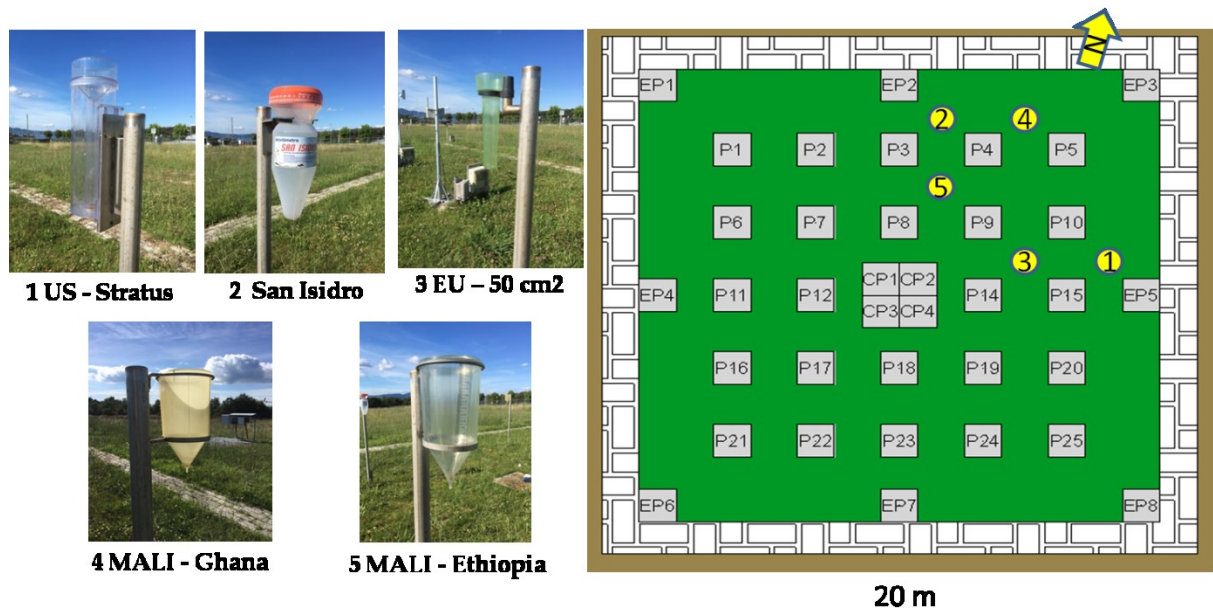 1 US - Stratus
SAN ISIDRO
2 San Isidro
3 EU – 50 cm2
4 MALI - Ghana
5 MALI - Ethiopia
N
EP1 EP2 EP3
2 4
P1 P2 P3 P4 P5
5
P6 P7 P8 P9 P10
3 1
CP1 CP2
EP4 P11 P12 P14 P15 EP5
CP3 CP4
P16 P17 P18 P19 P20
P21 P22 P23 P24 P25
EP6 EP7 EP8
20 m